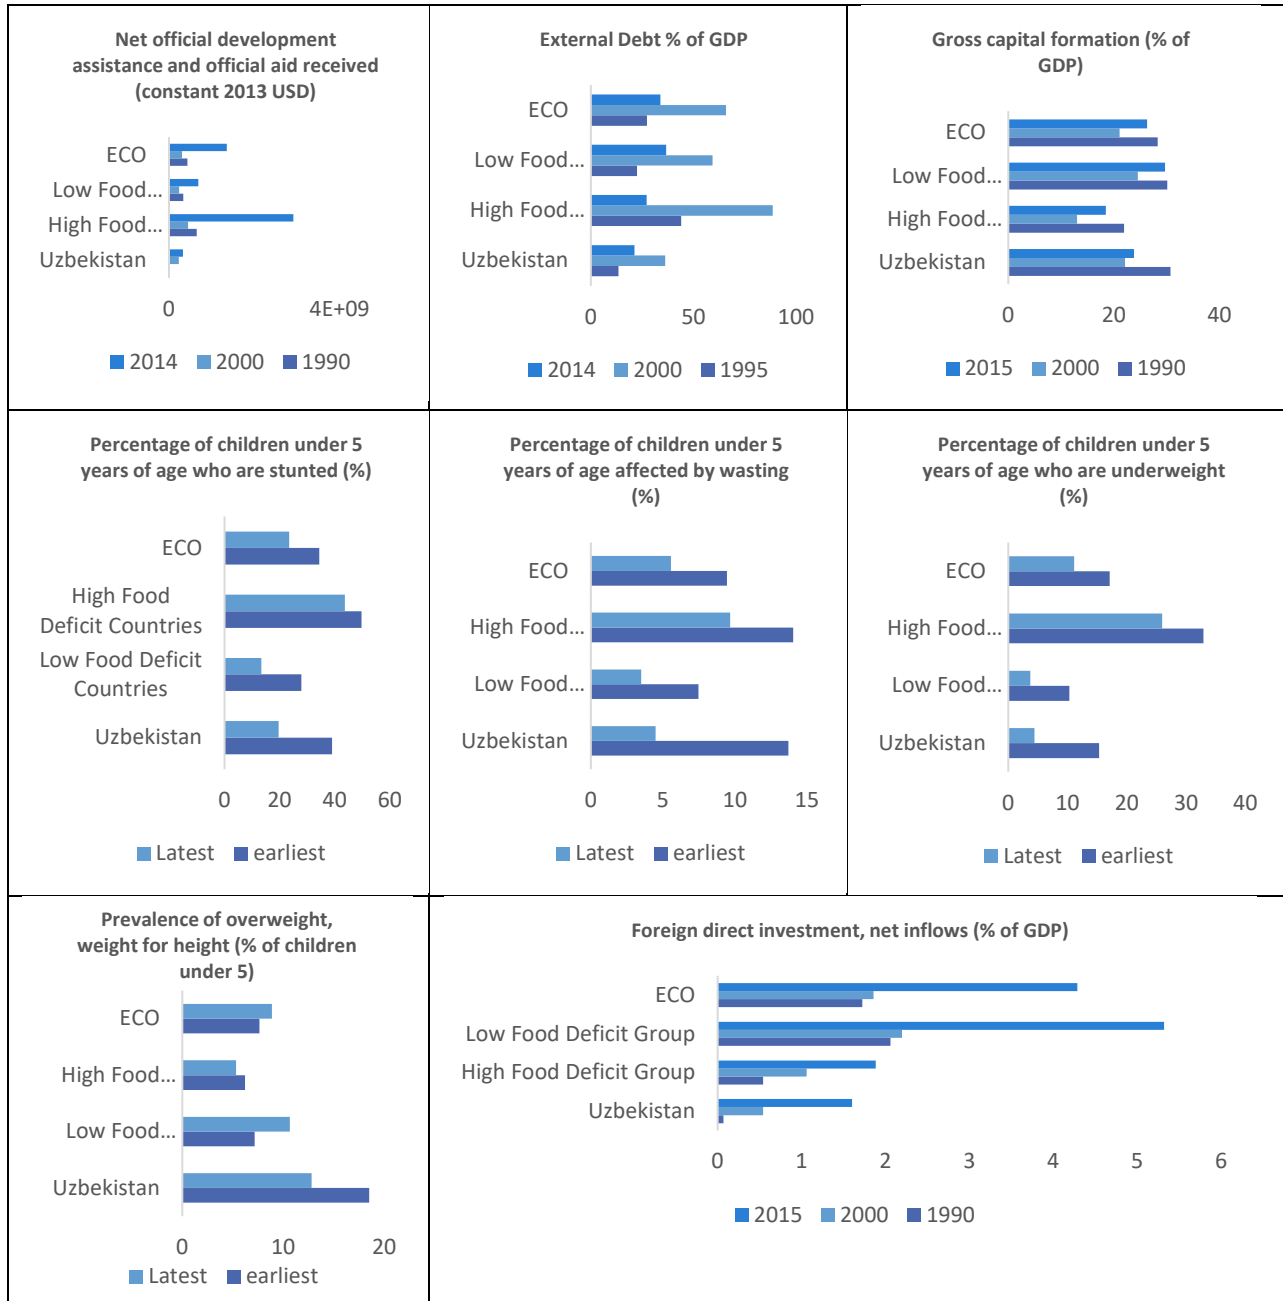 Net official development
assistance and official aid received
(constant 2013 USD)
ECO
Low Food...
High Food...
Uzbekistan
0 4E+09
2014 2000 1990
External Debt % of GDP
ECO
Low Food...
High Food...
Uzbekistan
0 50 100
2014 2000 1995
Gross capital formation (% of
GDP)
ECO
Low Food...
High Food...
Uzbekistan
0 20 40
2015 2000 1990
Percentage of children under 5
years of age who are stunted (%)
ECO
High Food
Deficit Countries
Low Food Deficit
Countries
Uzbekistan
0 20 40 60
Latest earliest
Percentage of children under 5
years of age affected by wasting
(%)
ECO
High Food...
Low Food...
Uzbekistan
0 5 10 15
Latest earliest
Percentage of children under 5
years of age who are underweight
(%)
ECO
High Food...
Low Food...
Uzbekistan
0 10 20 30 40
Latest earliest
Prevalence of overweight,
weight for height (% of children
under 5)
ECO
High Food...
Low Food...
Uzbekistan
0 10 20
Latest earliest
Foreign direct investment, net inflows (% of GDP)
ECO
Low Food Deficit Group
High Food Deficit Group
Uzbekistan
0 1 2 3 4 5 6
2015 2000 1990